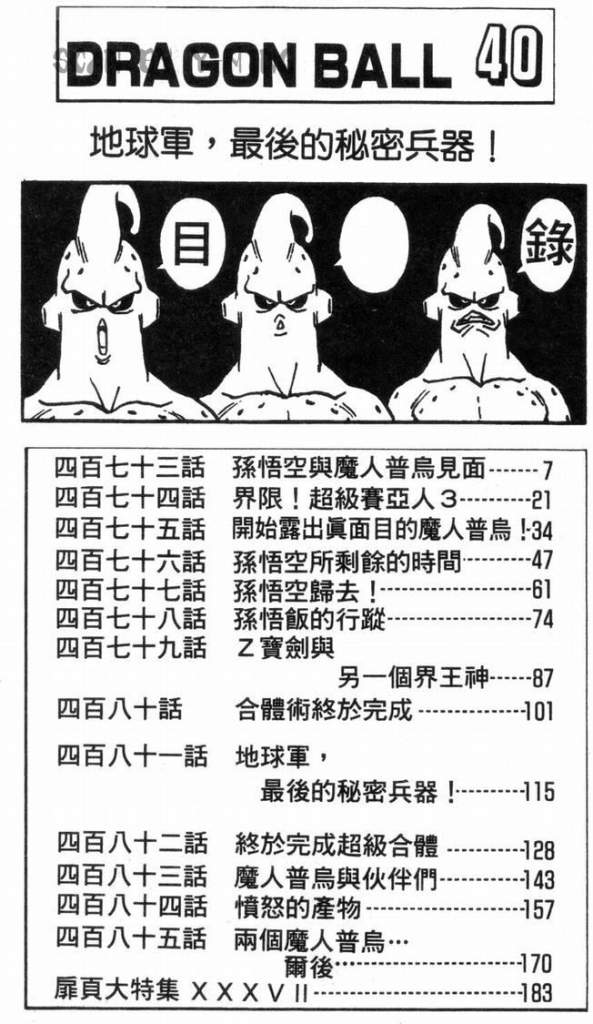 DRAGON BALL 40
地球軍，最後的秘密兵器！
目
錄
四百七十三話 孫悟空與魔人普烏見面-------7
四百七十四話 界限！超級賽亞人3----------21
四百七十五話 開始露出眞面目的魔人普烏！-34
四百七十六話 孫悟空所剩餘的時間----------47
四百七十七話 孫悟空歸去！----------------61
四百七十八話 孫悟飯的行蹤----------------74
四百七十九話 Z寶劍與
另一個界王神------87
四百八十話 合體術終於完成--------------101
四百八十一話 地球軍，
最後的秘密兵器！---------115
四百八十二話 終於完成超級合體 ----------128
四百八十三話 魔人普烏與伙伴們-----------143
四百八十四話 憤怒的產物------------------157
四百八十五話 兩個魔人普烏…
爾後…--------------------170
扉頁大特集 XXXVII------------------------183